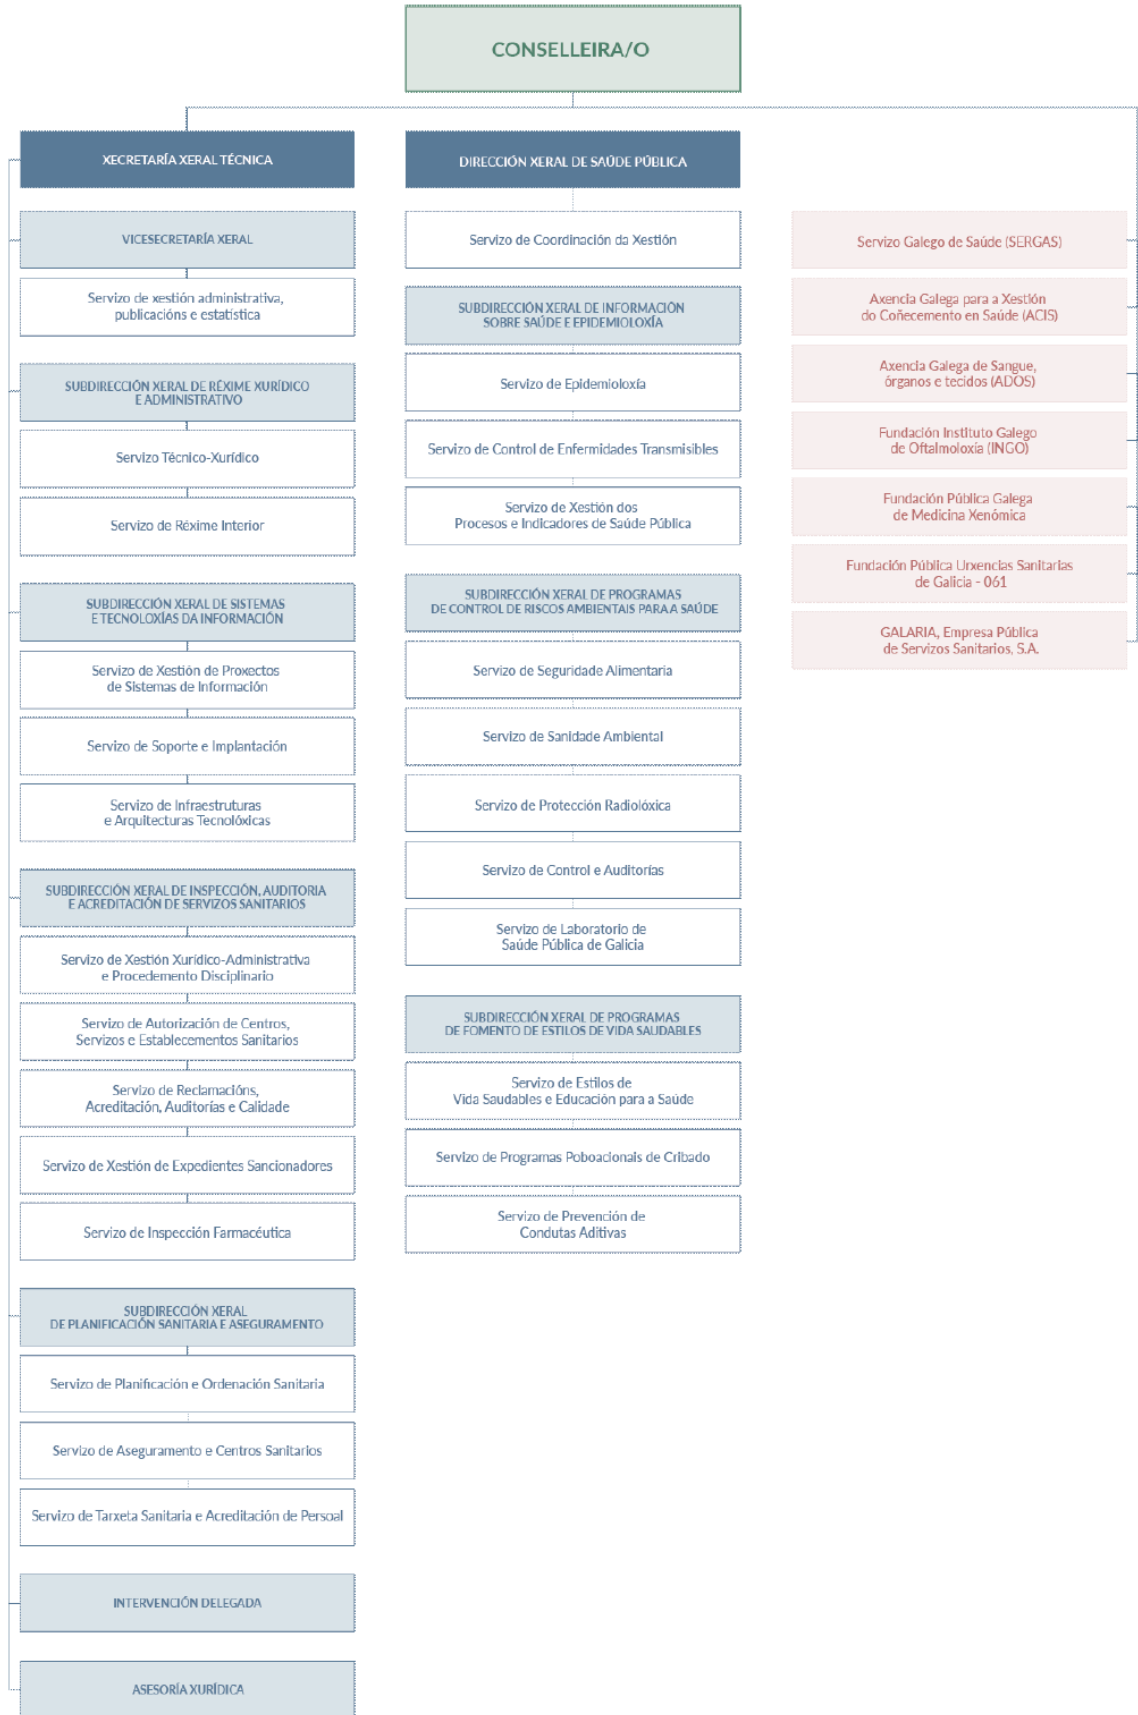 CONSELLEIRA/O
XECRETARÍA XERAL TÉCNICA
VICESECRETARÍA XERAL
Servizo de xestión administrativa,
publicacións e estatística
SUBDIRECCIÓN XERAL DE RÉXIME XURÍDICO
E ADMINISTRATIVO
Servizo Técnico-Xurídico
Servizo de Réxime Interior
SUBDIRECCIÓN XERAL DE SISTEMAS
E TECNOLOXÍAS DA INFORMACIÓN
Servizo de Xestión de Proxectos
de Sistemas de Información
Servizo de Soporte e Implantación
Servizo de Infraestruturas
e Arquitecturas Tecnolóxicas
SUBDIRECCIÓN XERAL DE INSPECCIÓN, AUDITORIA
E ACREDITACIÓN DE SERVIZOS SANITARIOS
Servizo de Xestión Xurídico-Administrativa
e Procedemento Disciplinario
Servizo de Autorización de Centros,
Servizos e Establecementos Sanitarios
Servizo de Reclamacións,
Acreditación, Auditorías e Calidade
Servizo de Xestión de Expedientes Sancionadores
Servizo de Inspección Farmacéutica
SUBDIRECCIÓN XERAL
DE PLANIFICACIÓN SANITARIA E ASEGURAMENTO
Servizo de Planificación e Ordenación Sanitaria
Servizo de Aseguramento e Centros Sanitarios
Servizo de Tarxeta Sanitaria e Acreditación de Persoal
INTERVENCIÓN DELEGADA
ASESORÍA XURÍDICA
DIRECCIÓN XERAL DE SAÚDE PÚBLICA
Servizo de Coordinación da Xestión
SUBDIRECCIÓN XERAL DE INFORMACIÓN
SOBRE SAÚDE E EPIDEMIOLOXÍA
Servizo de Epidemioloxía
Servizo de Control de Enfermidades Transmisibles
Servizo de Xestión dos
Procesos e Indicadores de Saúde Pública
SUBDIRECCIÓN XERAL DE PROGRAMAS
DE CONTROL DE RISCOS AMBIENTAIS PARA A SAÚDE
Servizo de Seguridade Alimentaria
Servizo de Sanidade Ambiental
Servizo de Protección Radiolóxica
Servizo de Control e Auditorías
Servizo de Laboratorio de
Saúde Pública de Galicia
SUBDIRECCIÓN XERAL DE PROGRAMAS
DE FOMENTO DE ESTILOS DE VIDA SAUDABLES
Servizo de Estilos de
Vida Saudables e Educación para a Saúde
Servizo de Programas Poboacionais de Cribado
Servizo de Prevención de
Condutas Aditivas
Servizo Galego de Saúde (SERGAS)
Axencia Galega para a Xestión
do Coñecemento en Saúde (ACIS)
Axencia Galega de Sangue,
órganos e tecidos (ADOS)
Fundación Instituto Galego
de Oftalmoloxía (INGO)
Fundación Pública Galega
de Medicina Xenómica
Fundación Pública Urxencias Sanitarias
de Galicia - 061
GALARIA, Empresa Pública
de Servizos Sanitarios, S.A.